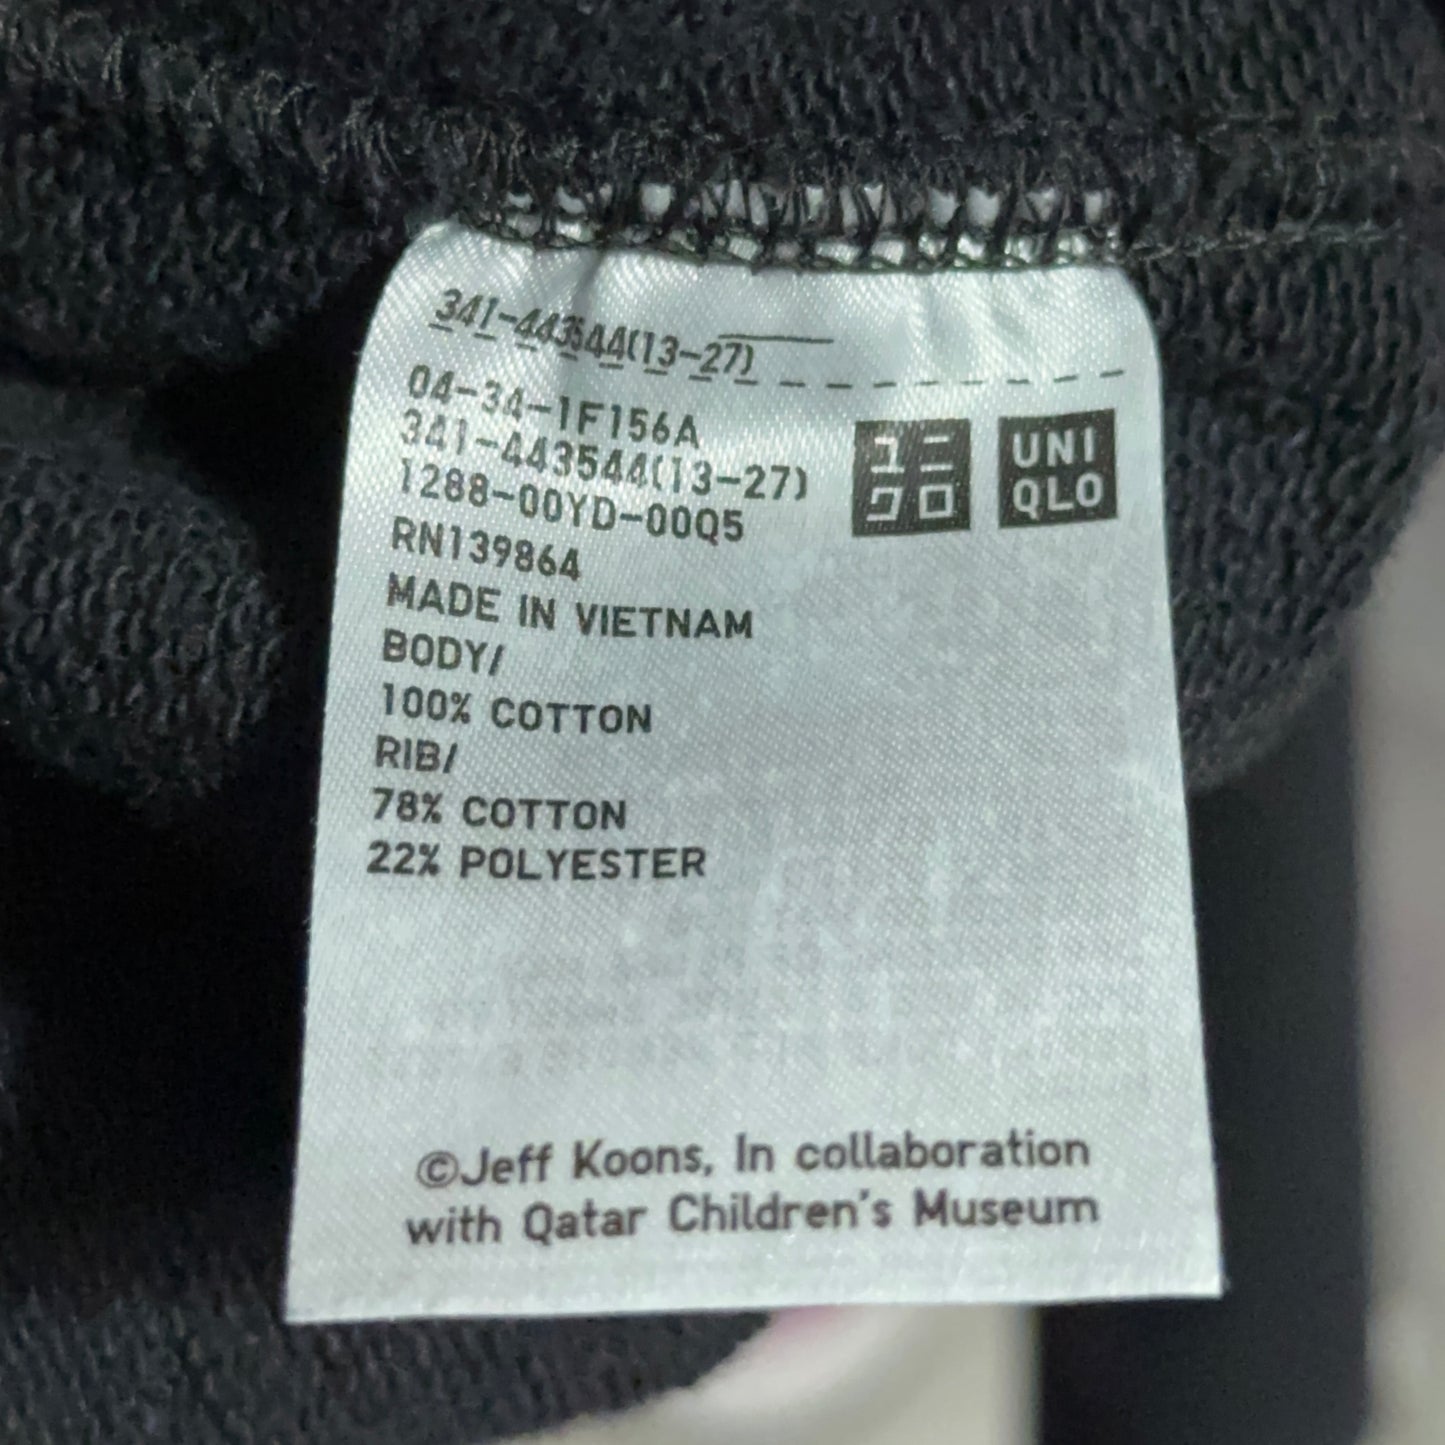 341-443544(13-27)
04-34-1F156A
341-443544(13-27)
1288-00YD-00Q5
RN139864
MADE IN VIETNAM
BODY/
100% COTTON
RIB/
78% COTTON
22% POLYESTER
ユニ
クロ
UNI
QLO
©Jeff Koons, In collaboration
with Qatar Children's Museum